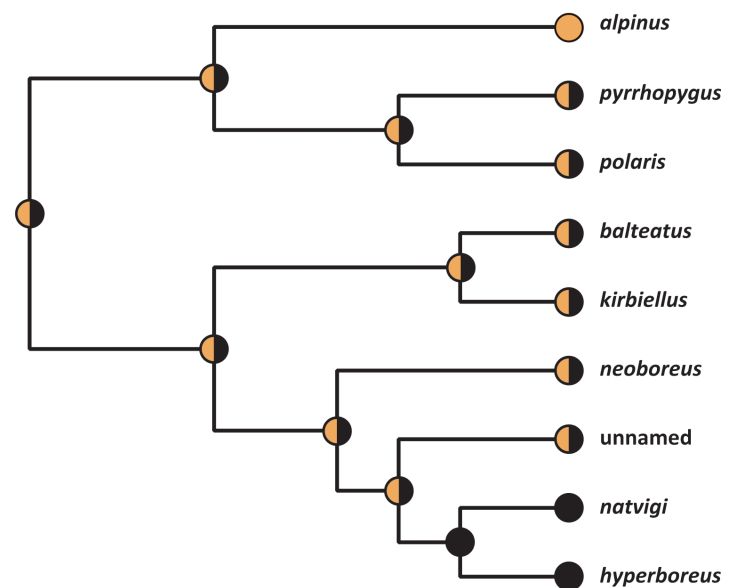 alpinus
pyrrhopygus
polaris
balteatus
kirbiellus
neoboreus
unnamed
natvigi
hyperboreus